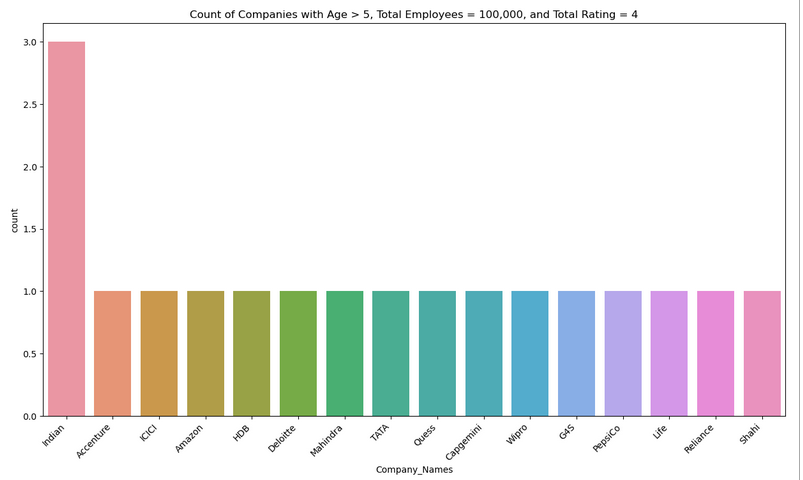 Count of Companies with Age > 5, Total Employees = 100,000, and Total Rating = 4
3.0
2.5
2.0
1.5
1.0
0.5
0.0
count
Indian
Accenture
ICICI
Amazon
HDB
Deloitte
Mahindra
TATA
Quess
Capgemini
Wipro
G4S
PepsiCo
Life
Reliance
Shahi
Company_Names